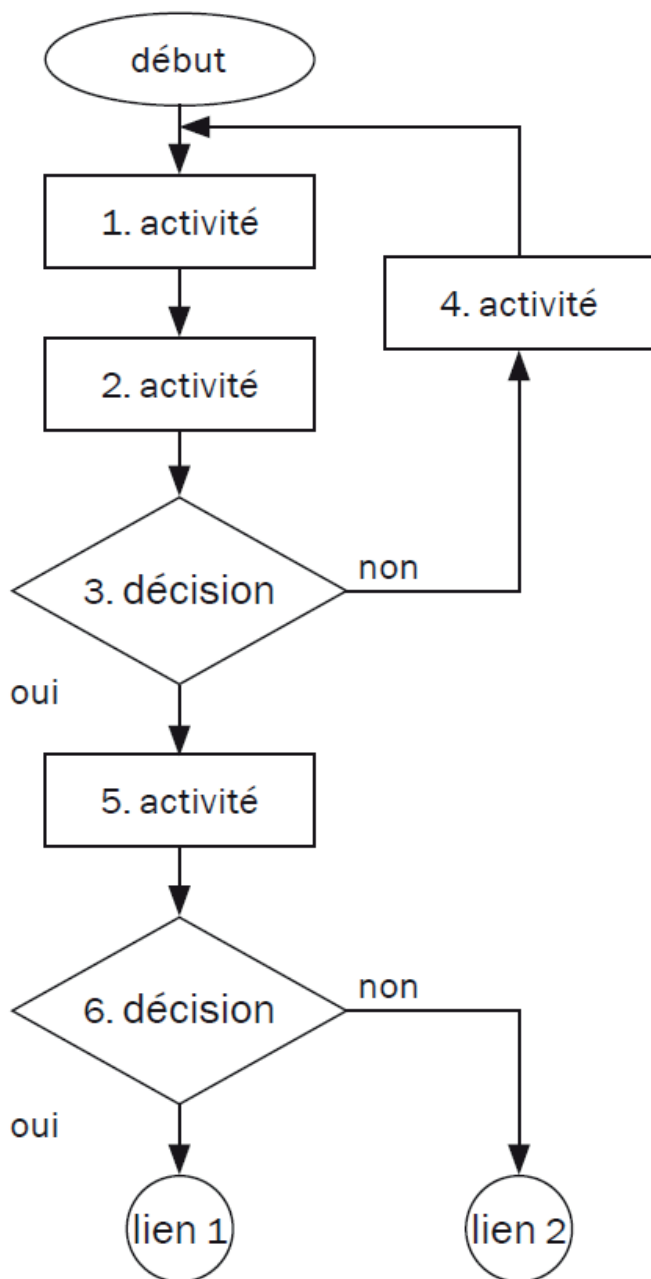 début
1. activité
4. activité
2. activité
3. décision
non
oui
5. activité
6. décision
non
oui
lien 1
lien 2